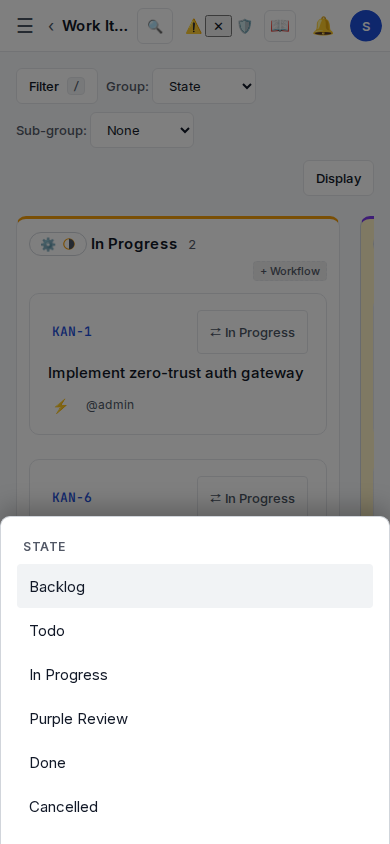 Work It...
Filter /
Group: State
Sub-group: None
Display
In Progress 2
+ Workflow
KAN-1
In Progress
Implement zero-trust auth gateway
@admin
KAN-6
In Progress
S
STATE
Backlog
Todo
In Progress
Purple Review
Done
Cancelled